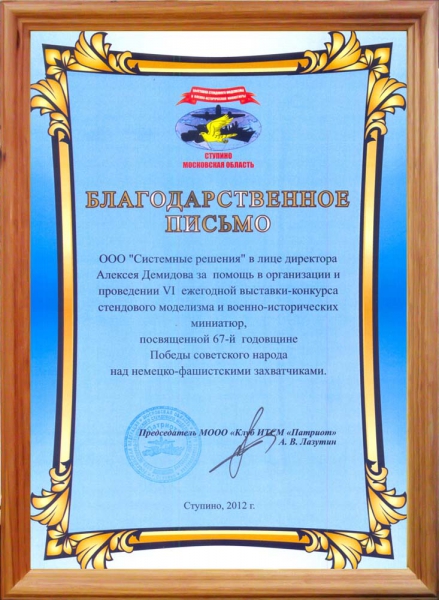 СТУПИНО
МОСКОВСКАЯ ОБЛАСТЬ
БЛАГОДАРСТВЕННОЕ
ПИСЬМО
ООО "Системные решения" в лице директора
Алексея Демидова за помощь в организации и
проведении VI ежегодной выставки-конкурса
стендового моделизма и военно-исторических
миниатюр,
посвященной 67-й годовщине
Победы советского народа
над немецко-фашистскими захватчиками.
Председатель МООО «Клуб ИТСМ «Патриот»
А. В. Лазутин
Ступино, 2012 г.